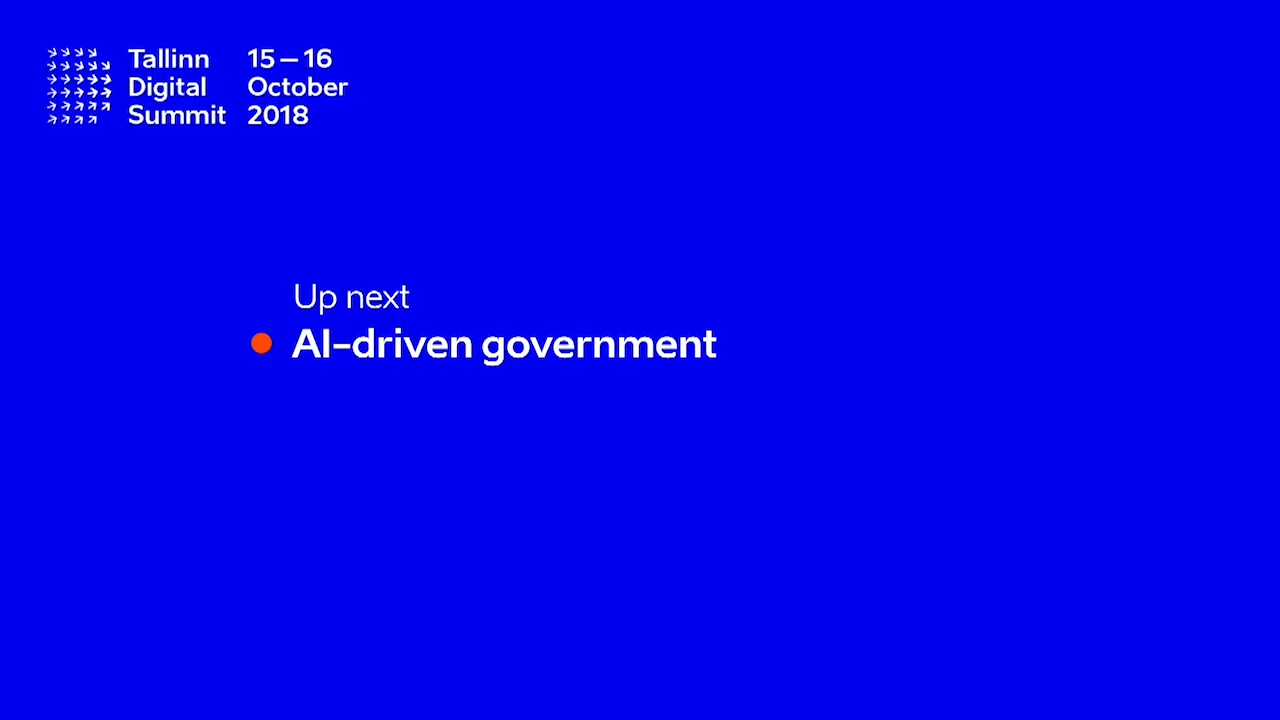 Tallinn
Digital
Summit
15 – 16
October
2018
Up next
AI-driven government